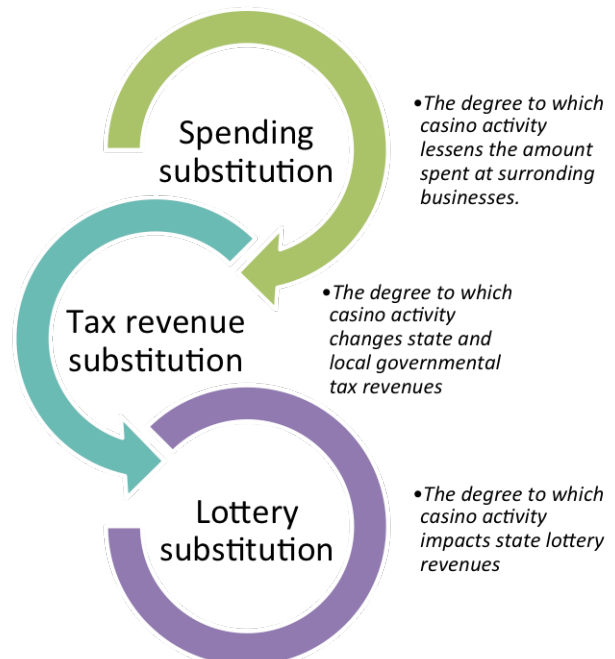 Spending
substitution
•The degree to which
casino activity
lessens the amount
spent at surronding
businesses.
Tax revenue
substitution
•The degree to which
casino activity
changes state and
local governmental
tax revenues
Lottery
substitution
•The degree to which
casino activity
impacts state lottery
revenues